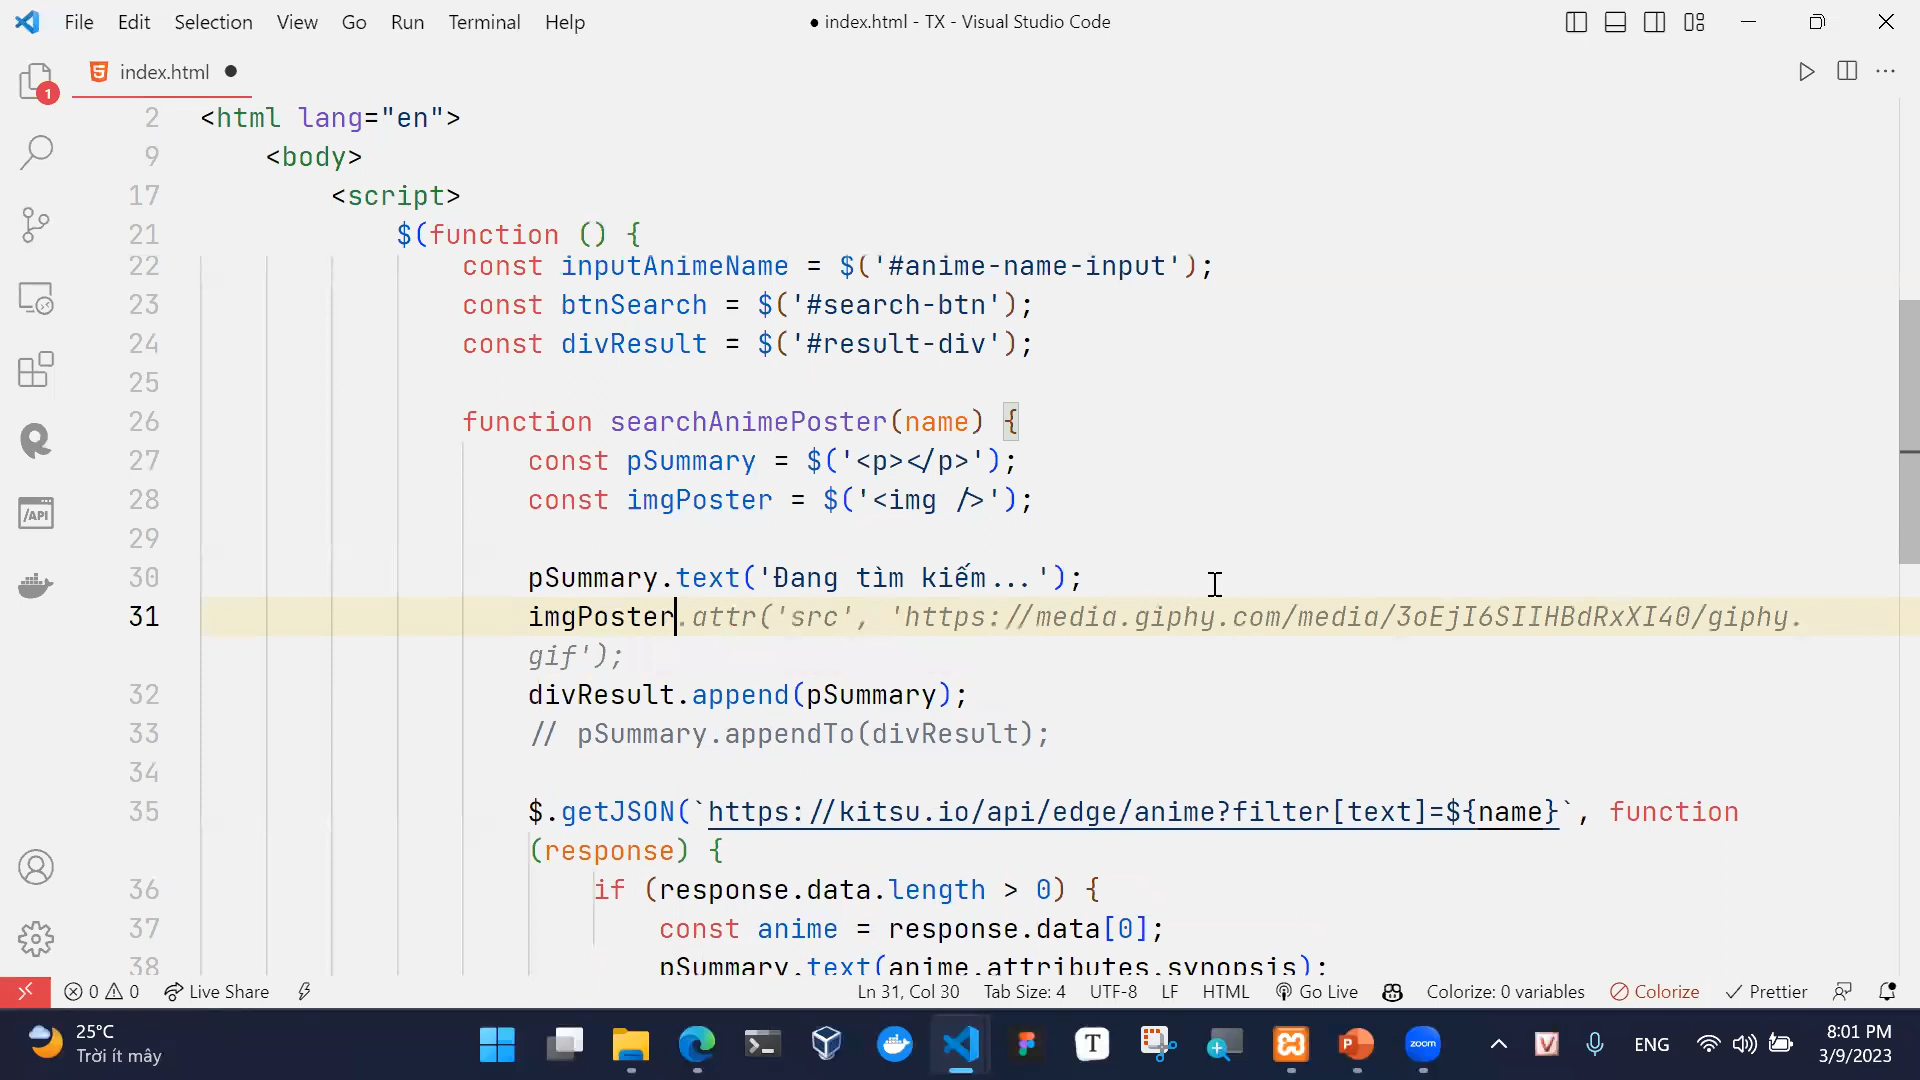 File Edit Selection View Go Run Terminal Help
● index.html - TX - Visual Studio Code
index.html ●
1
2 <html lang="en">
9 <body>
17 <script>
21 $(function () {
22 const inputAnimeName = $('#anime-name-input');
23 const btnSearch = $('#search-btn');
24 const divResult = $('#result-div');
25
26 function searchAnimePoster(name) {
27 const pSummary = $('<p></p>');
28 const imgPoster = $('<img />');
29
30 pSummary.text('Đang tìm kiếm...');
31 imgPoster.attr('src', 'https://media.giphy.com/media/3oEjI6SIIHBdRxXI40/giphy.
gif');
32 divResult.append(pSummary);
33 // pSummary.appendTo(divResult);
34
35 $.getJSON(`https://kitsu.io/api/edge/anime?filter[text]=${name}`, function
(response) {
36 if (response.data.length > 0) {
37 const anime = response.data[0];
38 pSummary.text(anime.attributes.synopsis);
/API
0 0 Live Share Ln 31, Col 30 Tab Size: 4 UTF-8 LF HTML Go Live Colorize: 0 variables Colorize Prettier
25°C
Trời ít mây
T
zoom
V
ENG
8:01 PM
3/9/2023